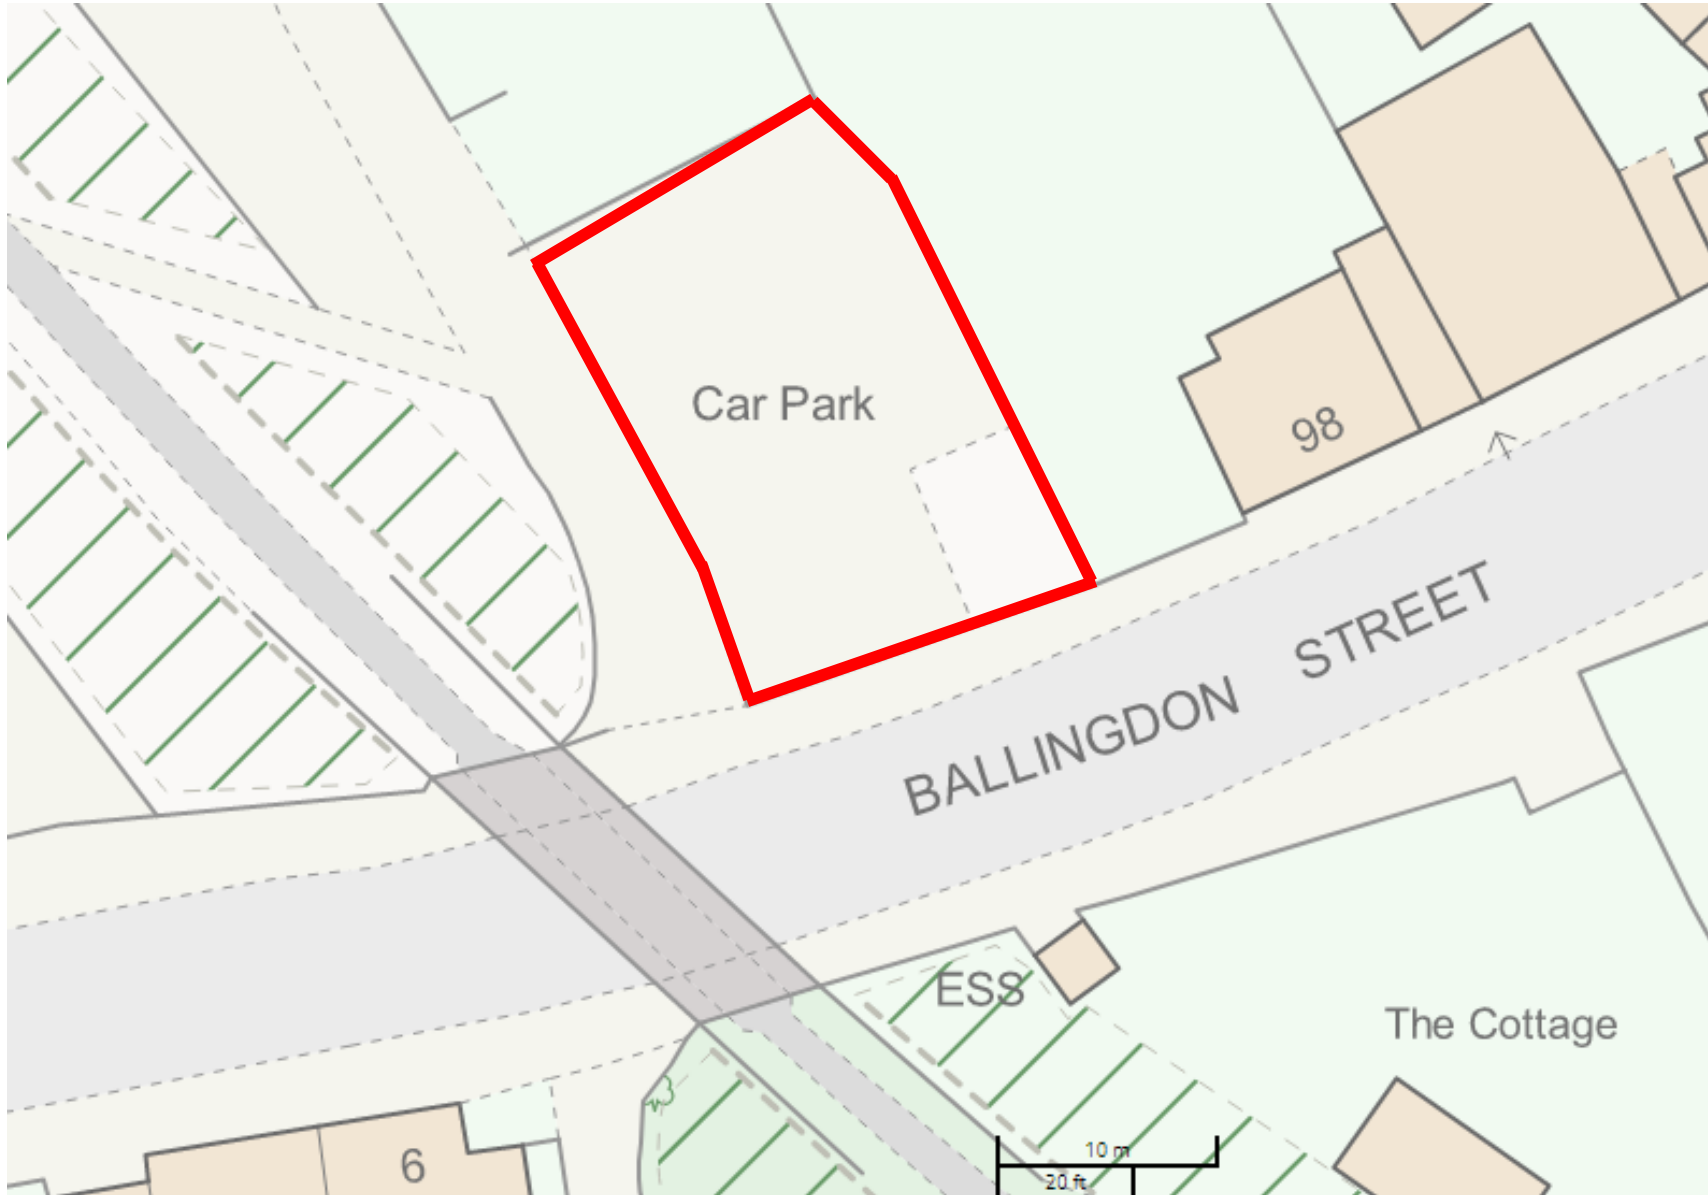 Car Park
98
BALLINGDON STREET
ESS
The Cottage
10 m
20 ft
6